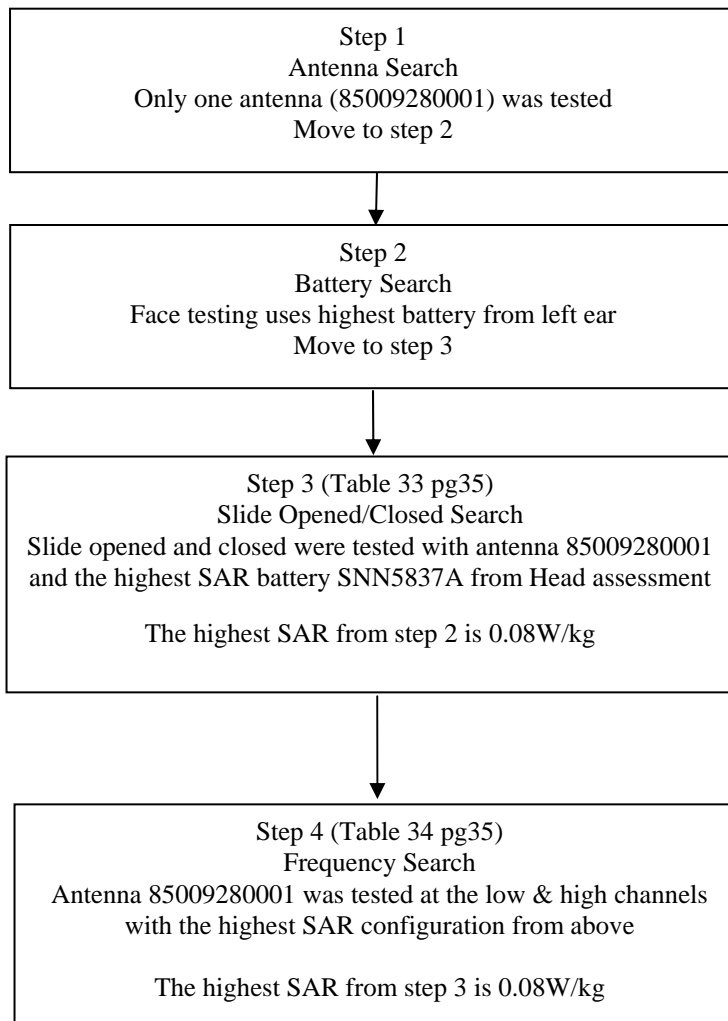 Step 1
Antenna Search
Only one antenna (85009280001) was tested
Move to step 2
Step 2
Battery Search
Face testing uses highest battery from left ear
Move to step 3
Step 3 (Table 33 pg35)
Slide Opened/Closed Search
Slide opened and closed were tested with antenna 85009280001
and the highest SAR battery SNN5837A from Head assessment
The highest SAR from step 2 is 0.08W/kg
Step 4 (Table 34 pg35)
Frequency Search
Antenna 85009280001 was tested at the low & high channels
with the highest SAR configuration from above
The highest SAR from step 3 is 0.08W/kg